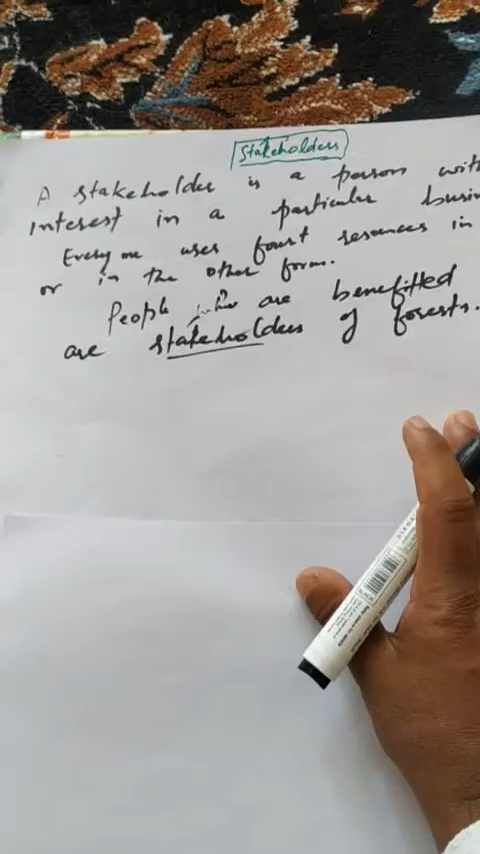 Stakeholders
A stakeholder is a person with
interest in a particular busin
Every one uses forest resources in
or in the other form.
People who are benefitted
are stakeholders of forests.